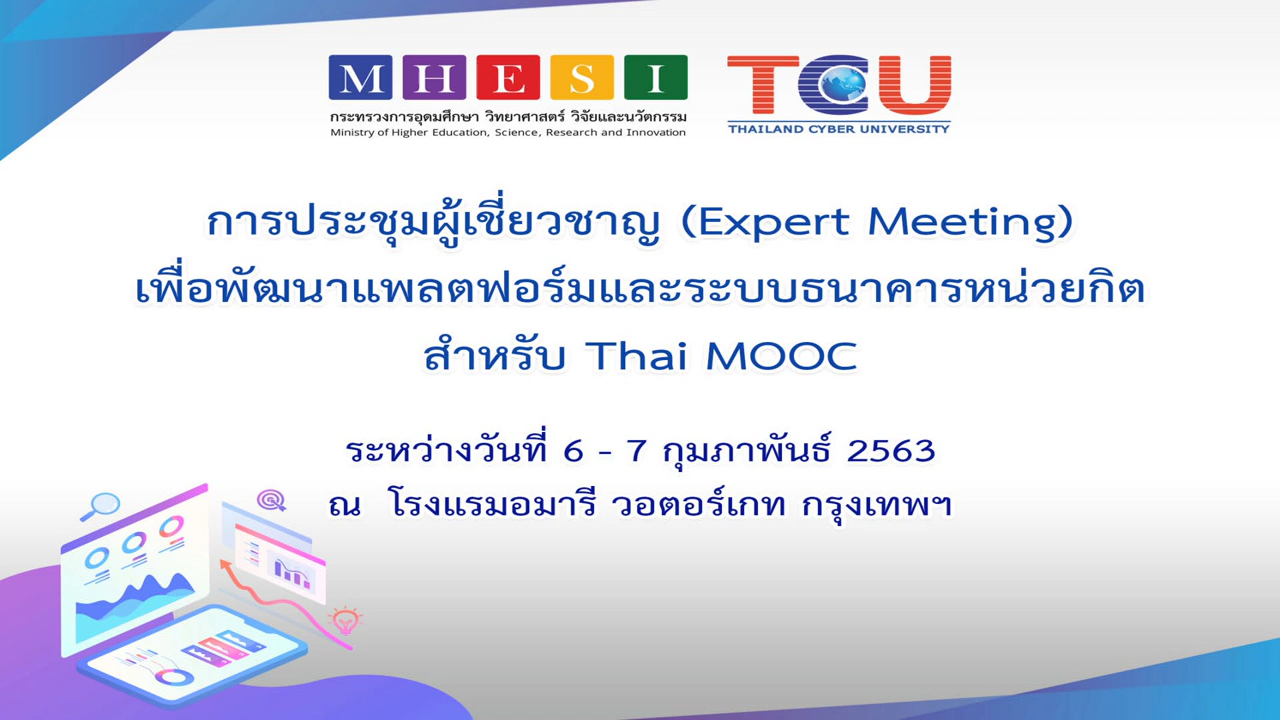 MHESI
กระทรวงการอุดมศึกษา วิทยาศาสตร์ วิจัยและนวัตกรรม
Ministry of Higher Education, Science, Research and Innovation
TCU
THAILAND CYBER UNIVERSITY
การประชุมผู้เชี่ยวชาญ (Expert Meeting)
เพื่อพัฒนาแพลตฟอร์มและระบบธนาคารหน่วยกิต
สำหรับ Thai MOOC
ระหว่างวันที่ 6 - 7 กุมภาพันธ์ 2563
ณ โรงแรมอมารี วอตอร์เกท กรุงเทพฯ